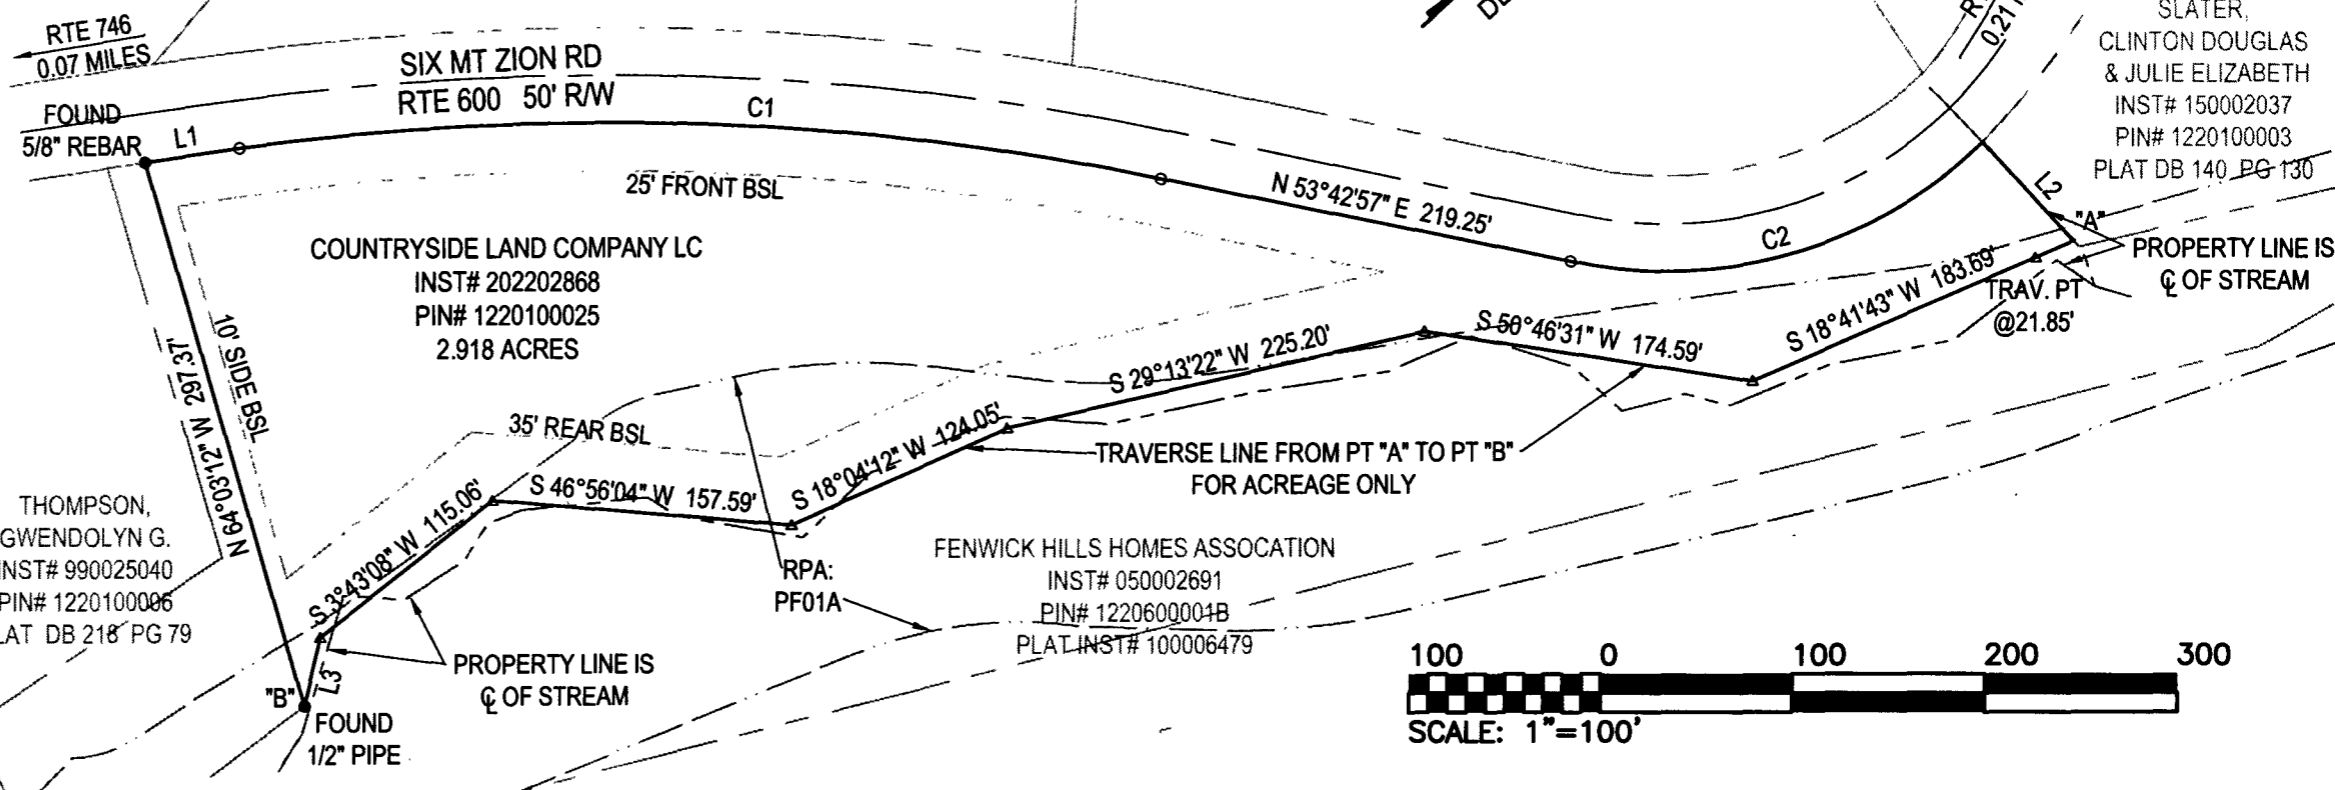 RTE 746
0.07 MILES
SIX MT ZION RD
RTE 600 50' R/W
FOUND
5/8" REBAR
L1
C1
25' FRONT BSL
N 53°42'57" E 219.25'
C2
0.21
L2
"A"
SLATER,
CLINTON DOUGLAS
& JULIE ELIZABETH
INST# 150002037
PIN# 1220100003
PLAT DB 140 PG 130
PROPERTY LINE IS
℄ OF STREAM
COUNTRYSIDE LAND COMPANY LC
INST# 202202868
PIN# 1220100025
2.918 ACRES
10' SIDE BSL
N 64°03'12" W 297.37'
35' REAR BSL
S 18°41'43" W 183.69'
TRAV. PT
@21.85'
S 50°46'31" W 174.59'
S 29°13'22" W 225.20'
S 18°04'12" W 124.05'
S 46°56'04" W 157.59'
S 3°43'08" W 115.06'
TRAVERSE LINE FROM PT "A" TO PT "B"
FOR ACREAGE ONLY
THOMPSON,
GWENDOLYN G.
INST# 990025040
PIN# 1220100006
LAT DB 218 PG 79
RPA:
PF01A
FENWICK HILLS HOMES ASSOCATION
INST# 050002691
PIN# 1220600001B
PLAT INST# 100006479
L3
"B"
PROPERTY LINE IS
℄ OF STREAM
FOUND
1/2" PIPE
100 0 100 200 300
SCALE: 1"=100'